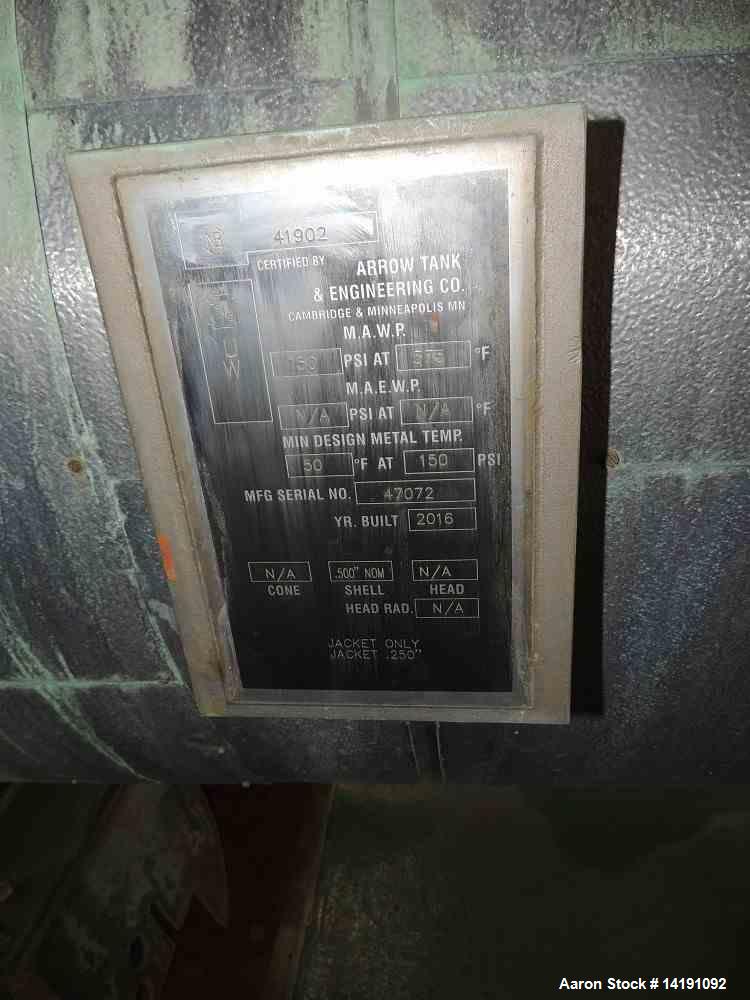 41902
CERTIFIED BY ARROW TANK
& ENGINEERING CO.
CAMBRIDGE & MINNEAPOLIS MN
M.A.W.P.
150 PSI AT 375 °F
M.A.E.W.P.
N/A PSI AT N/A °F
MIN DESIGN METAL TEMP.
50 °F AT 150 PSI
MFG SERIAL NO. 47072
YR. BUILT 2016
N/A .500" NOM N/A
CONE SHELL HEAD
HEAD RAD. N/A
JACKET ONLY
JACKET .250"
Aaron Stock # 14191092